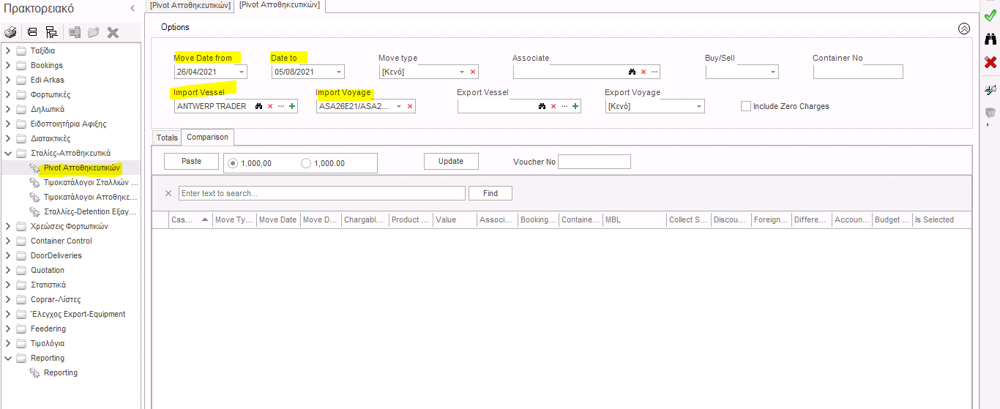 Πρακτορειακό
[Pivot Αποθηκευτικών]
[Pivot Αποθηκευτικών]
Options
Move Date from
Date to
Move type
Associate
Buy/Sell
Container No
26/04/2021
05/08/2021
[Κενό]
Import Vessel
Import Voyage
Export Vessel
Export Voyage
ANTWERP TRADER
ASA26E21/ASA2...
[Κενό]
Include Zero Charges
Totals
Comparison
Paste
1.000,00
1,000.00
Update
Voucher No
Enter text to search...
Find
Cas...
Move Ty...
Move Date
Move D...
Chargabl...
Product ...
Value
Associ...
Booking...
Containe...
MBL
Collect S...
Discou...
Foreign...
Differe...
Accoun...
Budget ...
Is Selected
Ταξίδια
Bookings
Edi Arkas
Φορτωτικές
Δηλωτικά
Ειδοποιητήρια Αφιξης
Διατακτικές
Σταλίες-Αποθηκευτικά
Pivot Αποθηκευτικών
Τιμοκατάλογοι Σταλλιών ...
Τιμοκατάλογοι Αποθηκε...
Σταλλίες-Detention Εξαγ...
Χρεώσεις Φορτωτικών
Container Control
DoorDeliveries
Quotation
Στατιστικά
Coprar-Λίστες
Έλεγχος Export-Equipment
Feedering
Τιμολόγια
Reporting
Reporting